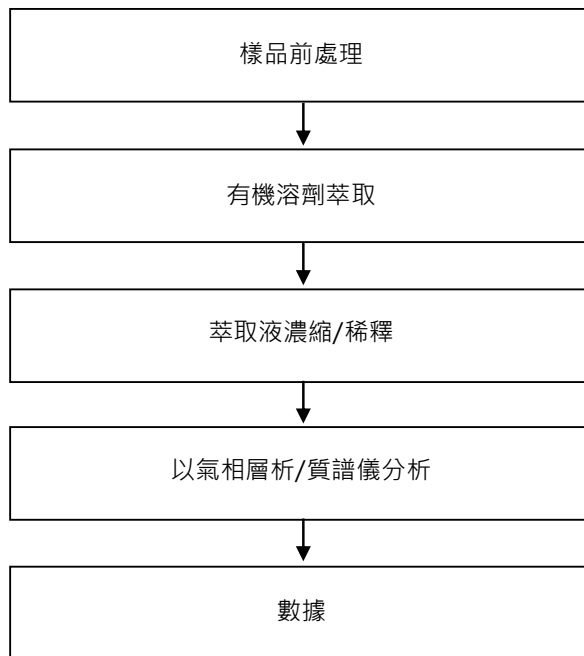 樣品前處理
有機溶劑萃取
萃取液濃縮/稀釋
以氣相層析/質譜儀分析
數據